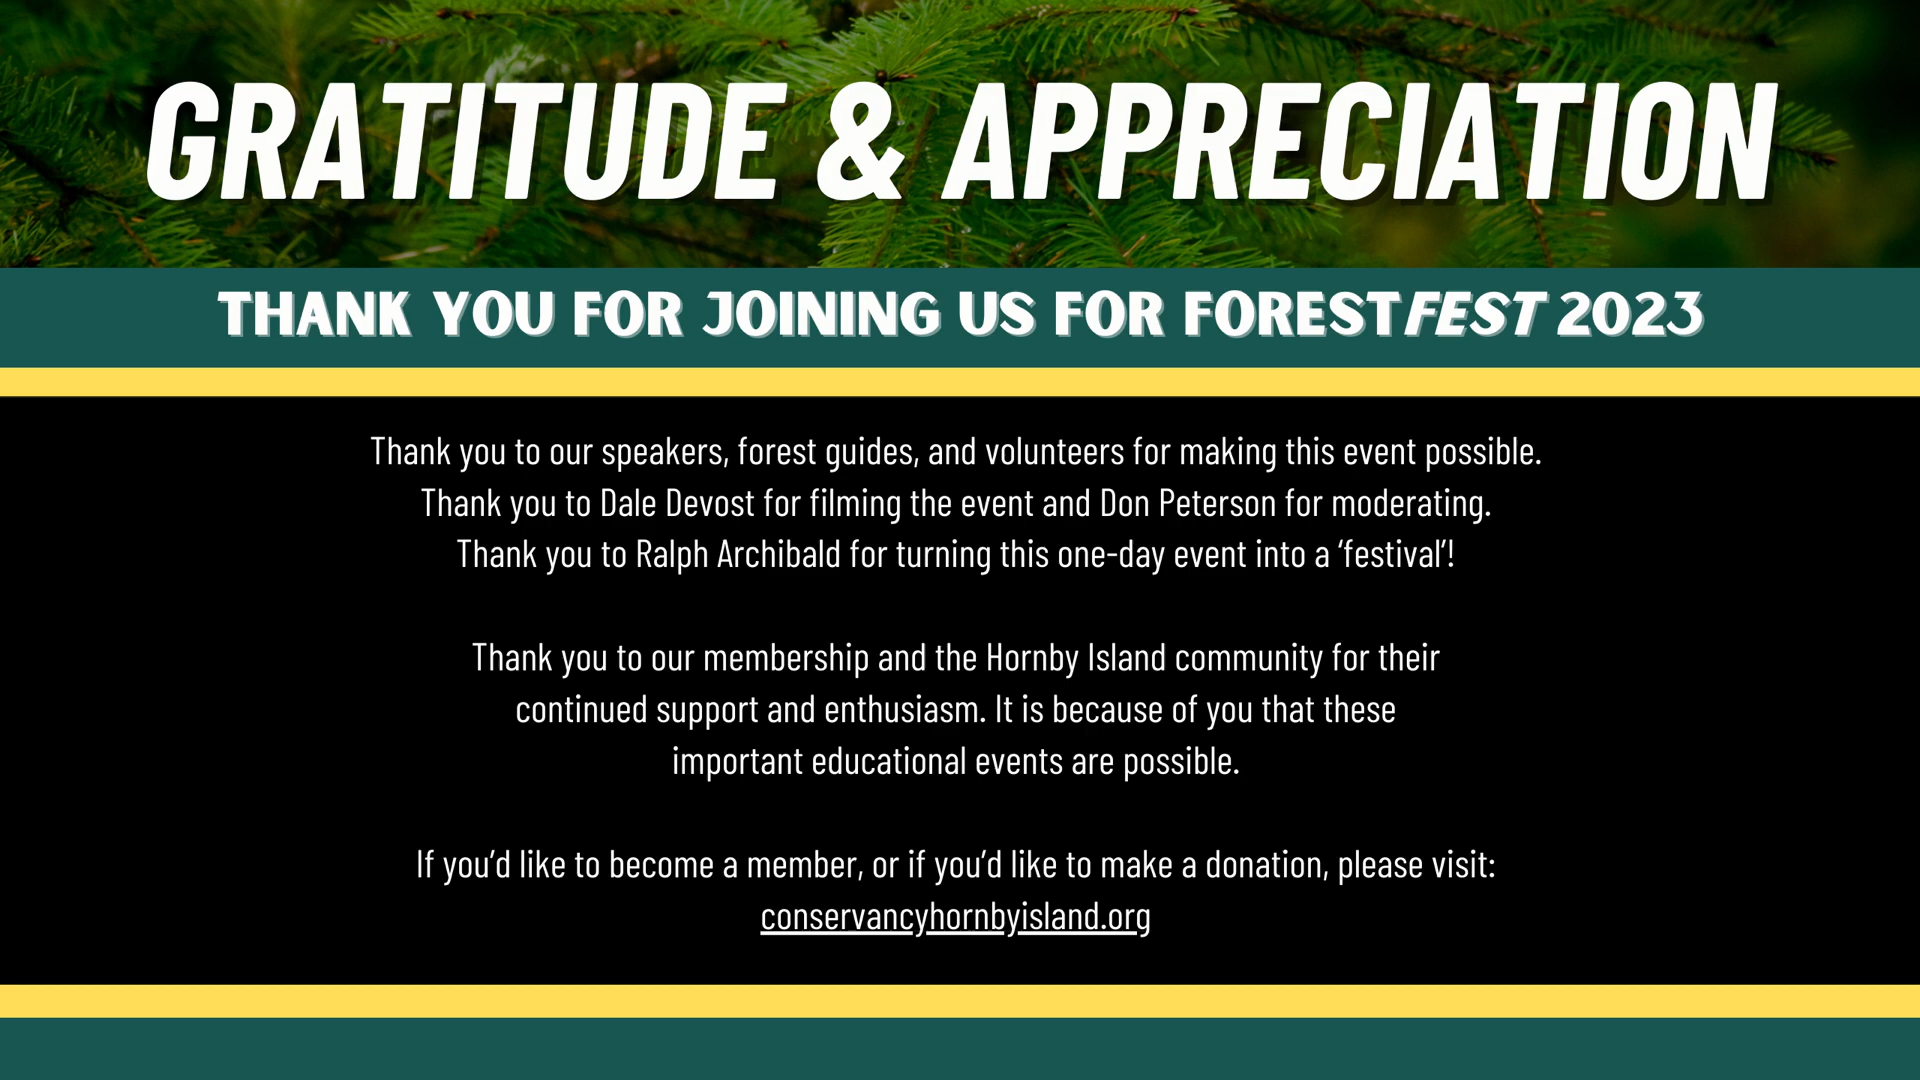 GRATITUDE & APPRECIATION
THANK YOU FOR JOINING US FOR FORESTFEST 2023
Thank you to our speakers, forest guides, and volunteers for making this event possible.
Thank you to Dale Devost for filming the event and Don Peterson for moderating.
Thank you to Ralph Archibald for turning this one-day event into a ‘festival’!
Thank you to our membership and the Hornby Island community for their
continued support and enthusiasm. It is because of you that these
important educational events are possible.
If you’d like to become a member, or if you’d like to make a donation, please visit:
conservancyhornbyisland.org